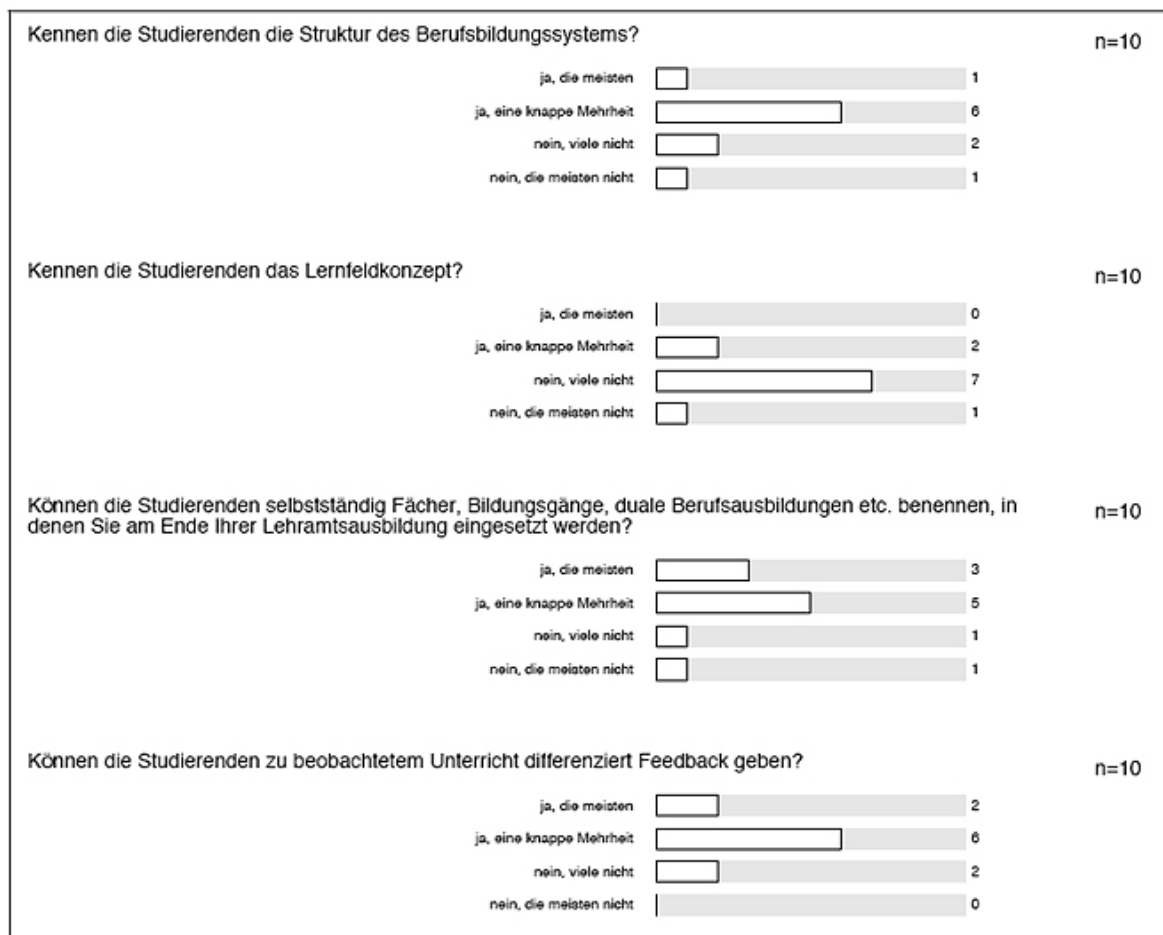 Kennen die Studierenden die Struktur des Berufsbildungssystems?
n=10
ja, die meisten 1
ja, eine knappe Mehrheit 6
nein, viele nicht 2
nein, die meisten nicht 1
Kennen die Studierenden das Lernfeldkonzept?
n=10
ja, die meisten 0
ja, eine knappe Mehrheit 2
nein, viele nicht 7
nein, die meisten nicht 1
Können die Studierenden selbstständig Fächer, Bildungsgänge, duale Berufsausbildungen etc. benennen, in
denen Sie am Ende Ihrer Lehramtsausbildung eingesetzt werden?
n=10
ja, die meisten 3
ja, eine knappe Mehrheit 5
nein, viele nicht 1
nein, die meisten nicht 1
Können die Studierenden zu beobachtetem Unterricht differenziert Feedback geben?
n=10
ja, die meisten 2
ja, eine knappe Mehrheit 6
nein, viele nicht 2
nein, die meisten nicht 0